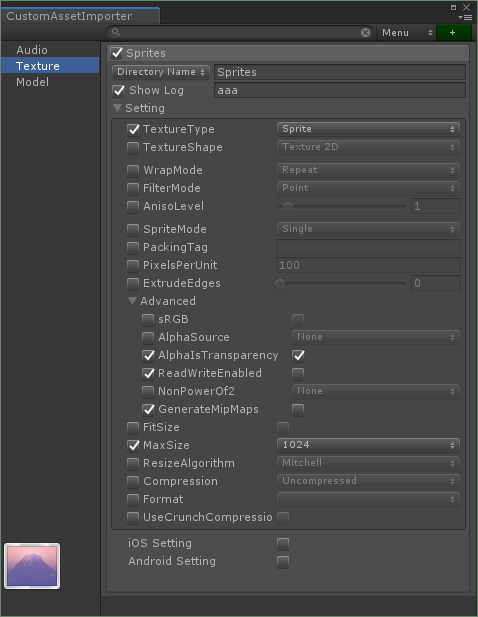 CustomAssetImporter
Menu +
Audio
Texture
Model
Sprites
Directory Name Sprites
Show Log aaa
Setting
TextureType Sprite
TextureShape Texture 2D
WrapMode Repeat
FilterMode Point
AnisoLevel 1
SpriteMode Single
PackingTag
PixelsPerUnit 100
ExtrudeEdges 0
Advanced
sRGB
AlphaSource None
AlphaIsTransparency
ReadWriteEnabled
NonPowerOf2 None
GenerateMipMaps
FitSize
MaxSize 1024
ResizeAlgorithm Mitchell
Compression Uncompressed
Format
UseCrunchCompressio
iOS Setting
Android Setting